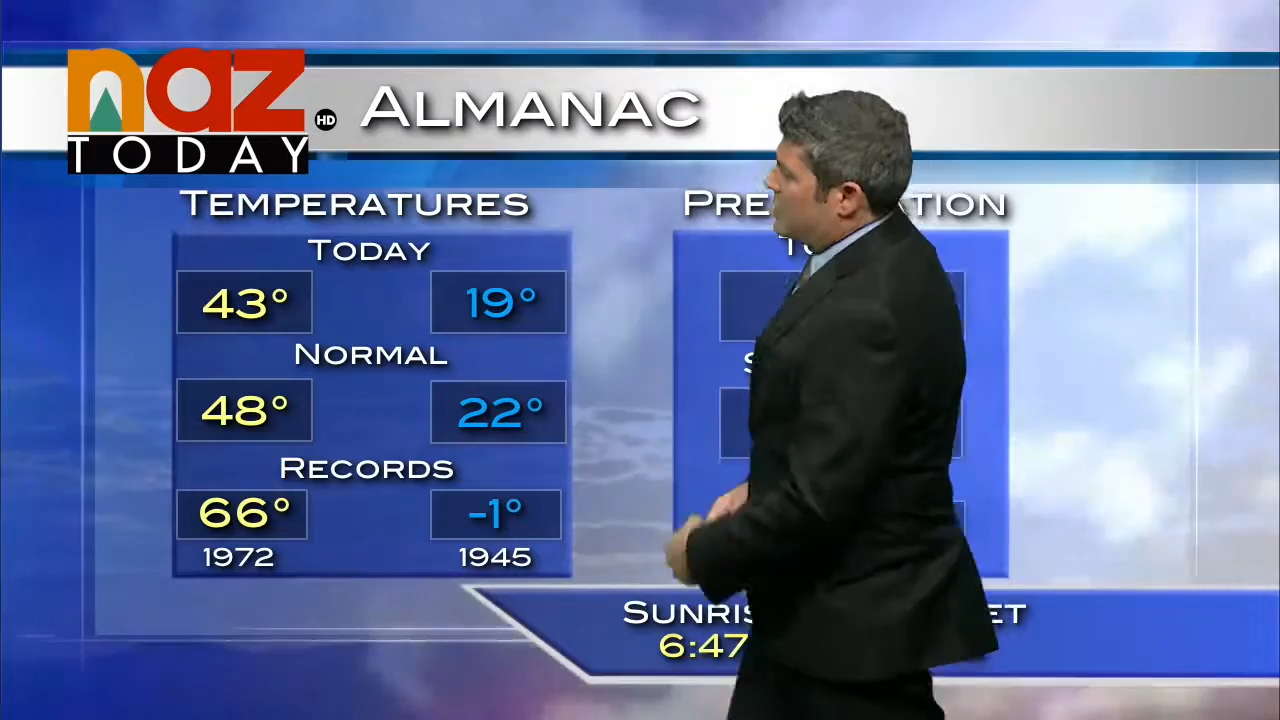 naz
TODAY
HD
ALMANAC
TEMPERATURES
TODAY
43° 19°
NORMAL
48° 22°
RECORDS
66° -1°
1972 1945
6:47